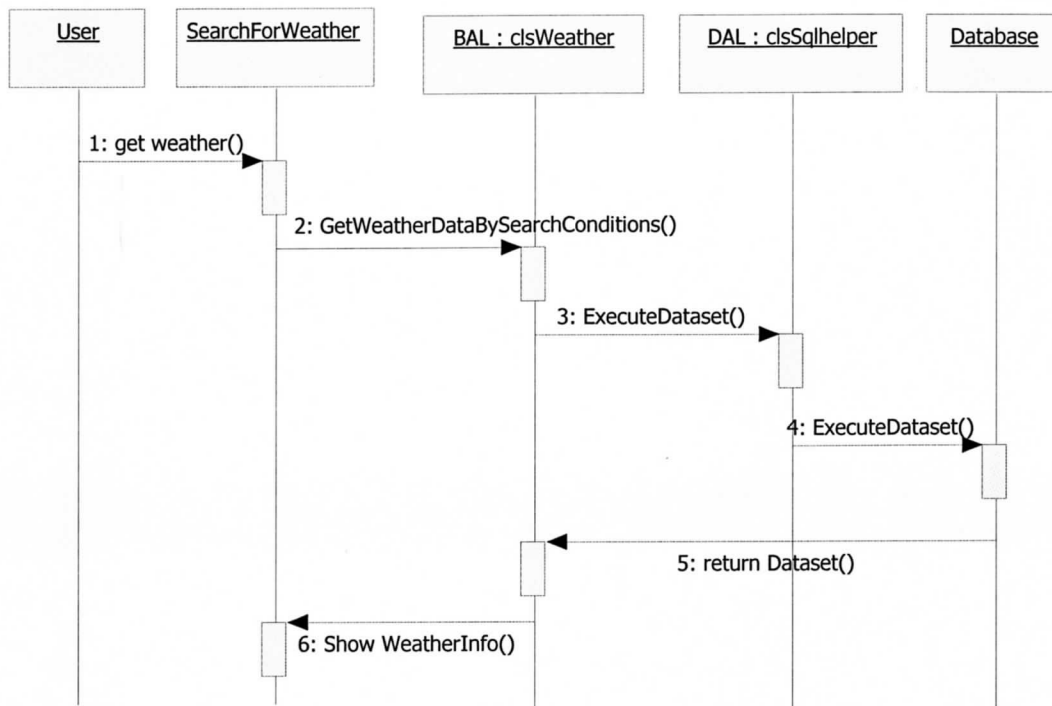 User
SearchForWeather
BAL : clsWeather
DAL : clsSqlhelper
Database
1: get weather()
2: GetWeatherDataBySearchConditions()
3: ExecuteDataset()
4: ExecuteDataset()
5: return Dataset()
6: Show WeatherInfo()